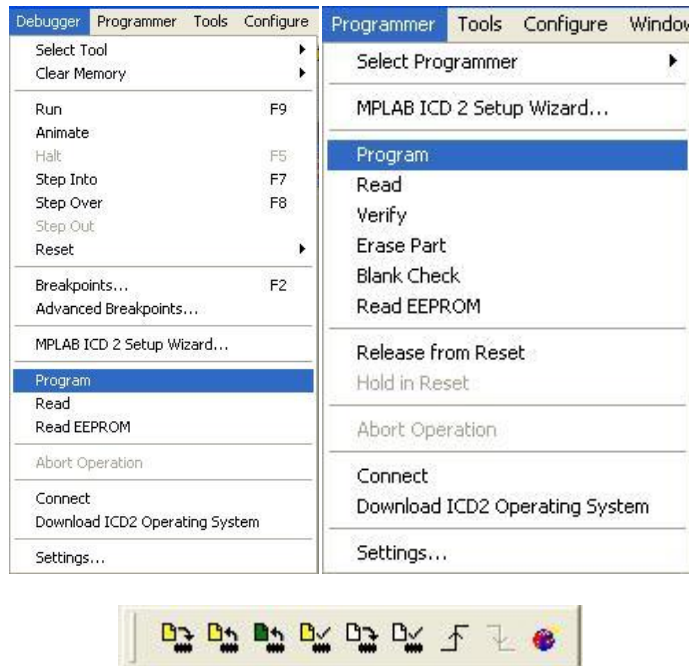 Debugger Programmer Tools Configure
Select Tool
Clear Memory
Run F9
Animate
Halt F5
Step Into F7
Step Over F8
Step Out
Reset
Breakpoints... F2
Advanced Breakpoints...
MPLAB ICD 2 Setup Wizard...
Program
Read
Read EEPROM
Abort Operation
Connect
Download ICD2 Operating System
Settings...
Programmer Tools Configure Window
Select Programmer
MPLAB ICD 2 Setup Wizard...
Program
Read
Verify
Erase Part
Blank Check
Read EEPROM
Release from Reset
Hold in Reset
Abort Operation
Connect
Download ICD2 Operating System
Settings...